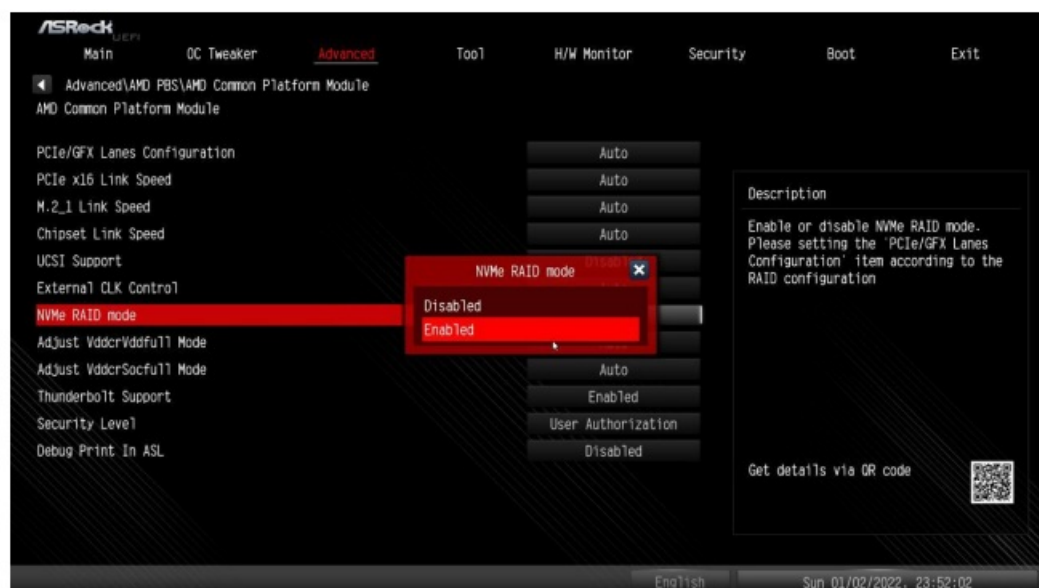 ASRock
UEFI
Main OC Tweaker Advanced Tool H/W Monitor Security Boot Exit
Advanced\AMD PBS\AMD Common Platform Module
AMD Common Platform Module
PCIe/GFX Lanes Configuration Auto
PCIe x16 Link Speed Auto
M.2_1 Link Speed Auto
Chipset Link Speed Auto
UCSI Support Disabled
External CLK Control
NVMe RAID mode
Adjust VddcrVddfull Mode
Adjust VddcrSocfull Mode Auto
Thunderbolt Support Enabled
Security Level User Authorization
Debug Print In ASL Disabled
NVMe RAID mode
Disabled
Enabled
Description
Enable or disable NVMe RAID mode.
Please setting the 'PCIe/GFX Lanes
Configuration' item according to the
RAID configuration
Get details via QR code
English Sun 01/02/2022, 23:52:02